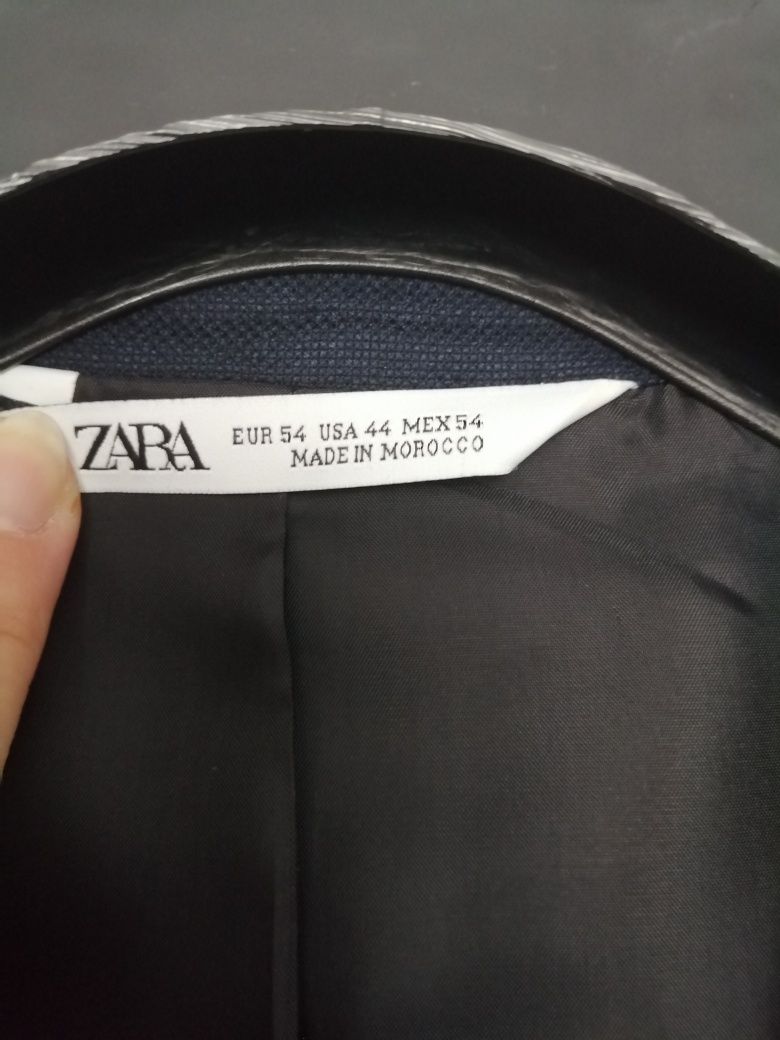 ZARA
EUR 54 USA 44 MEX 54
MADE IN MOROCCO